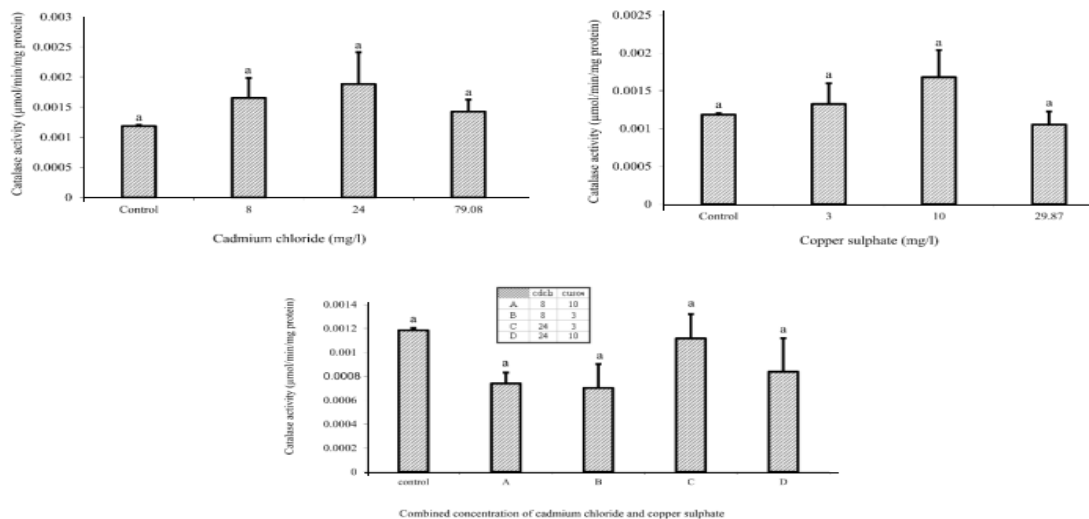 Catalase activity (µmol/min/mg protein)
0.003
0.0025
0.002
0.0015
0.001
0.0005
0
a
a
a
a
Control
8
24
79.08
Cadmium chloride (mg/l)
Catalase activity (µmol/min/mg protein)
0.0025
0.002
0.0015
0.001
0.0005
0
a
a
a
a
Control
3
10
29.87
Copper sulphate (mg/l)
Catalase activity (µmol/min/mg protein)
0.0014
0.0012
0.001
0.0008
0.0006
0.0004
0.0002
0
A 8 10
B 8 3
C 24 3
D 24 10
a
a
a
a
a
control
A
B
C
D
Combined concentration of cadmium chloride and copper sulphate